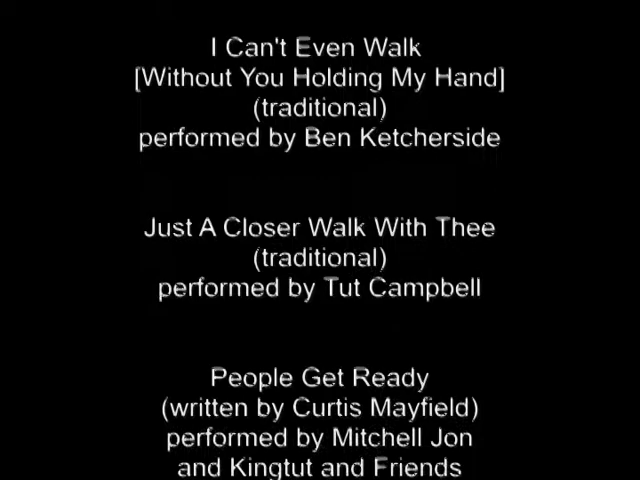 I Can't Even Walk
[Without You Holding My Hand]
(traditional)
performed by Ben Ketcherside
Just A Closer Walk With Thee
(traditional)
performed by Tut Campbell
People Get Ready
(written by Curtis Mayfield)
performed by Mitchell Jon
and Kingtut and Friends